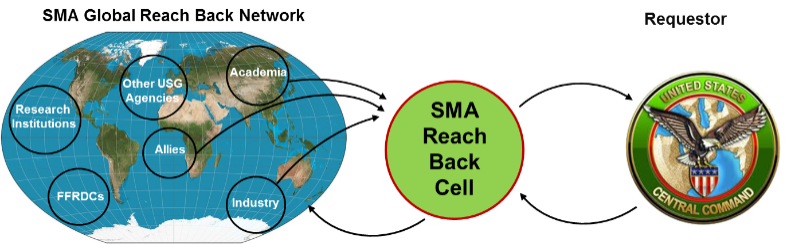 SMA Global Reach Back Network
Requestor
Academia
Other USG
Agencies
Research
Institutions
Allies
FFRDCs
Industry
SMA
Reach
Back
Cell
UNITED STATES
CENTRAL COMMAND